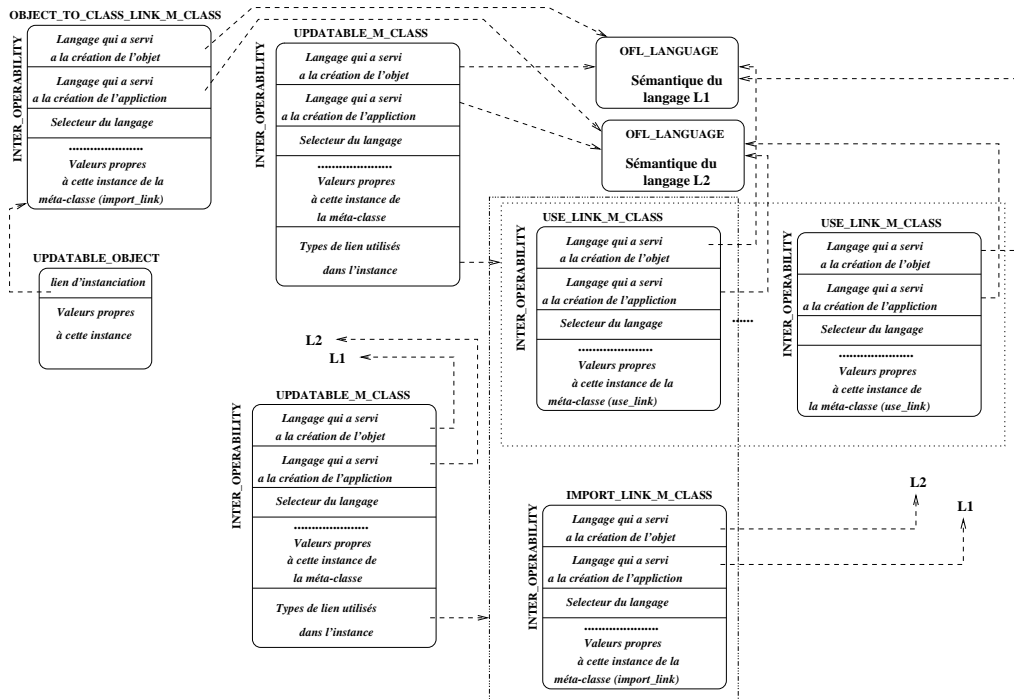 OBJECT_TO_CLASS_LINK_M_CLASS
INTER_OPERABILITY
Langage qui a servi
a la création de l'objet
Langage qui a servi
a la création de l'appliction
Selecteur du langage
.....................
Valeurs propres
à cette instance de la
méta-classe (import_link)
UPDATABLE_OBJECT
lien d'instanciation
Valeurs propres
à cette instance
UPDATABLE_M_CLASS
INTER_OPERABILITY
Langage qui a servi
a la création de l'objet
Langage qui a servi
a la création de l'appliction
Selecteur du langage
.....................
Valeurs propres
à cette instance de
la méta-classe
Types de lien utilisés
dans l'instance
OFL_LANGUAGE
Sémantique du
langage L1
OFL_LANGUAGE
Sémantique du
langage L2
USE_LINK_M_CLASS
INTER_OPERABILITY
Langage qui a servi
a la création de l'objet
Langage qui a servi
a la création de l'appliction
Selecteur du langage
.....................
Valeurs propres
à cette instance de la
méta-classe (use_link)
......
USE_LINK_M_CLASS
INTER_OPERABILITY
Langage qui a servi
a la création de l'objet
Langage qui a servi
a la création de l'appliction
Selecteur du langage
.....................
Valeurs propres
à cette instance de
la méta-classe (use_link)
L2
L1
UPDATABLE_M_CLASS
INTER_OPERABILITY
Langage qui a servi
a la création de l'objet
Langage qui a servi
a la création de l'appliction
Selecteur du langage
.....................
Valeurs propres
à cette instance de
la méta-classe
Types de lien utilisés
dans l'instance
IMPORT_LINK_M_CLASS
INTER_OPERABILITY
Langage qui a servi
a la création de l'objet
Langage qui a servi
a la création de l'appliction
Selecteur du langage
.....................
Valeurs propres
à cette instance de la
méta-classe (import_link)
L2
L1